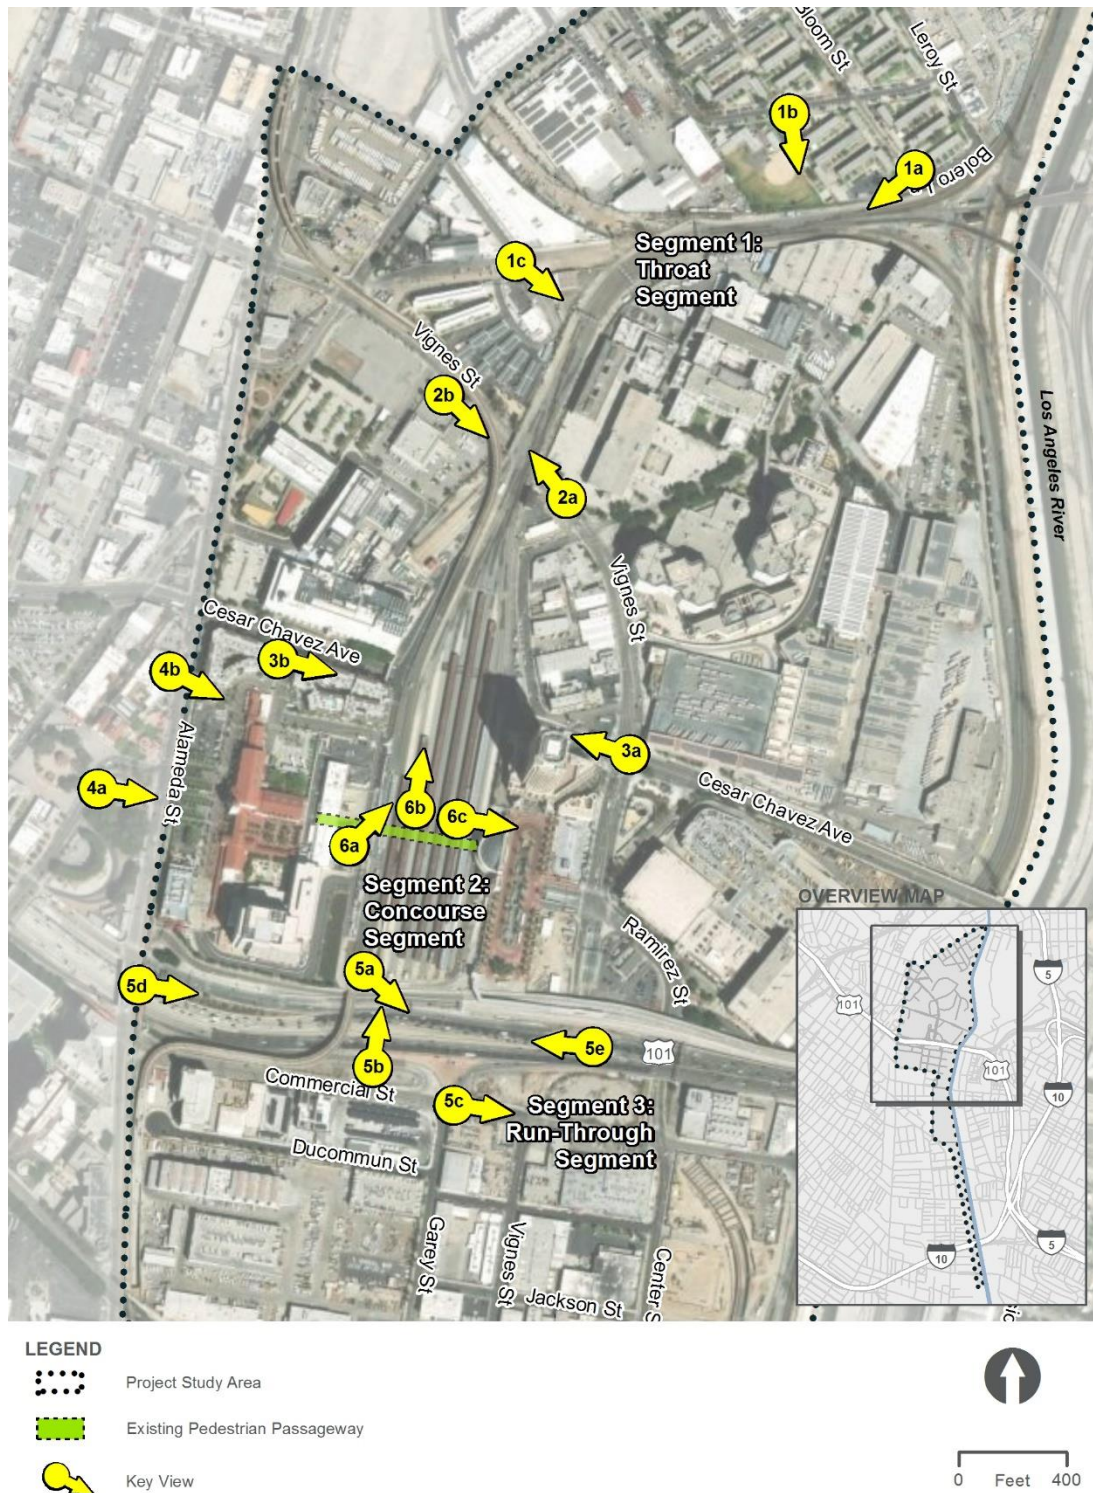 Bloom St
Leroy St
1b
1a
Bolero
Segment 1:
Throat
Segment
1c
Vignes St
2b
2a
Los Angeles River
Vignes St
Cesar Chavez Ave
3b
4b
Alameda St
3a
4a
Cesar Chavez Ave
6b
6c
6a
Segment 2:
Concourse
Segment
Ramirez St
OVERVIEW MAP
5
101
101
10
10
5
5a
5d
5b
5e
101
Commercial St
5c
Segment 3:
Run-Through
Segment
Ducommun St
Garey St
Vignes St
Jackson St
Center S
LEGEND
Project Study Area
Existing Pedestrian Passageway
Key View
0 Feet 400